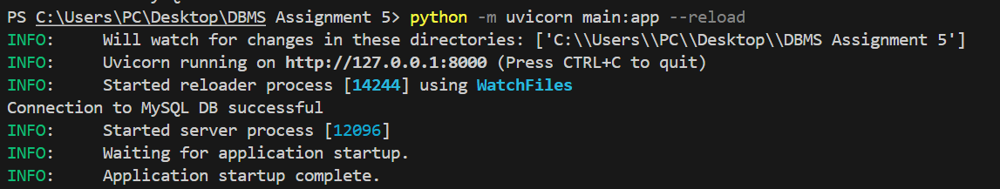 PS C:\Users\PC\Desktop\DBMS Assignment 5> python -m uvicorn main:app --reload
INFO:     Will watch for changes in these directories: ['C:\\Users\\PC\\Desktop\\DBMS Assignment 5']
INFO:     Uvicorn running on http://127.0.0.1:8000 (Press CTRL+C to quit)
INFO:     Started reloader process [14244] using WatchFiles
Connection to MySQL DB successful
INFO:     Started server process [12096]
INFO:     Waiting for application startup.
INFO:     Application startup complete.